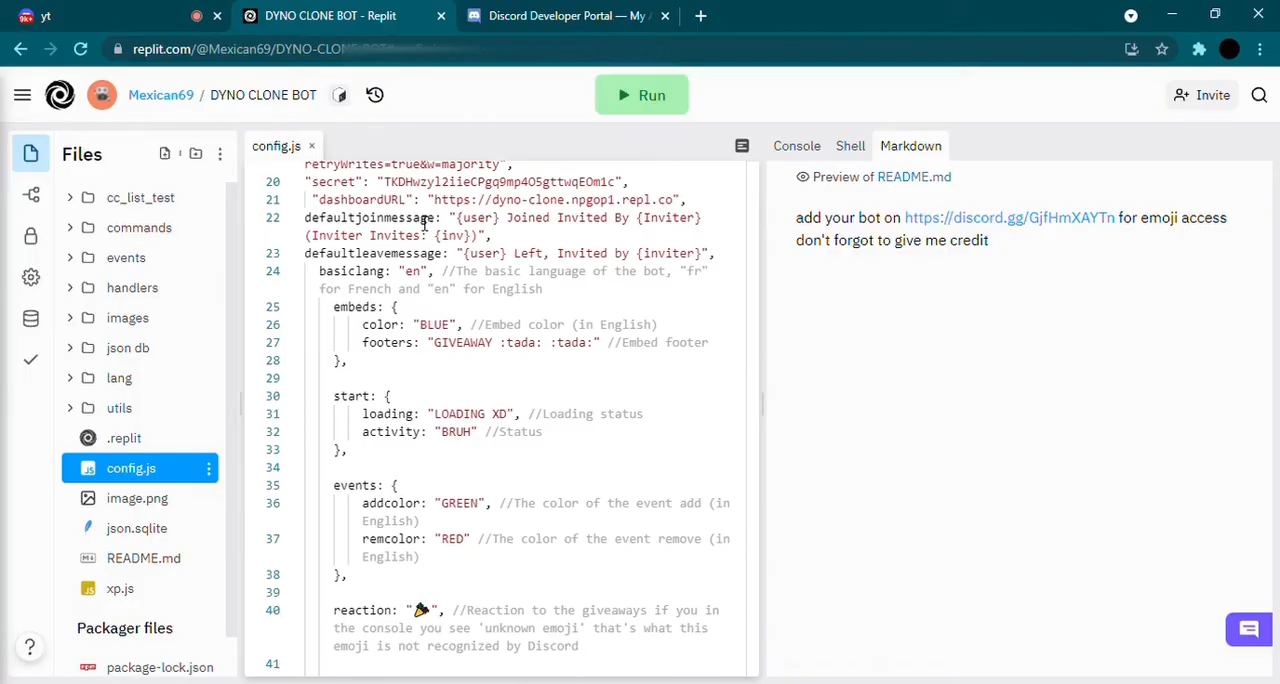 9k+ yt
DYNO CLONE BOT - Replit
Discord Developer Portal — My
replit.com/@Mexican69/DYNO-CLONE-BOT
Mexican69 / DYNO CLONE BOT
Run
Invite
Files
cc_list_test
commands
events
handlers
images
json db
lang
utils
.replit
config.js
image.png
json.sqlite
README.md
xp.js
Packager files
package-lock.json
config.js
retryWrites=true&w=majority",
20 "secret": "TKDHwzyl2iieCPgq9mp4O5gttwqEOm1c",
21 "dashboardURL": "https://dyno-clone.npgop1.repl.co",
22 defaultjoinmessage: "{user} Joined Invited By {Inviter}
(Inviter Invites: {inv})",
23 defaultleavemessage: "{user} Left, Invited by {inviter}",
24 basiclang: "en", //The basic language of the bot, "fr"
for French and "en" for English
25 embeds: {
26 color: "BLUE", //Embed color (in English)
27 footers: "GIVEAWAY :tada: :tada:" //Embed footer
28 },
29
30 start: {
31 loading: "LOADING XD", //Loading status
32 activity: "BRUH" //Status
33 },
34
35 events: {
36 addcolor: "GREEN", //The color of the event add (in
English)
37 remcolor: "RED" //The color of the event remove (in
English)
38 },
39
40 reaction: "🎉", //Reaction to the giveaways if you in
the console you see 'unknown emoji' that's what this
emoji is not recognized by Discord
41
Console Shell Markdown
Preview of README.md
add your bot on https://discord.gg/GjfHmXAYTn for emoji access
don't forgot to give me credit